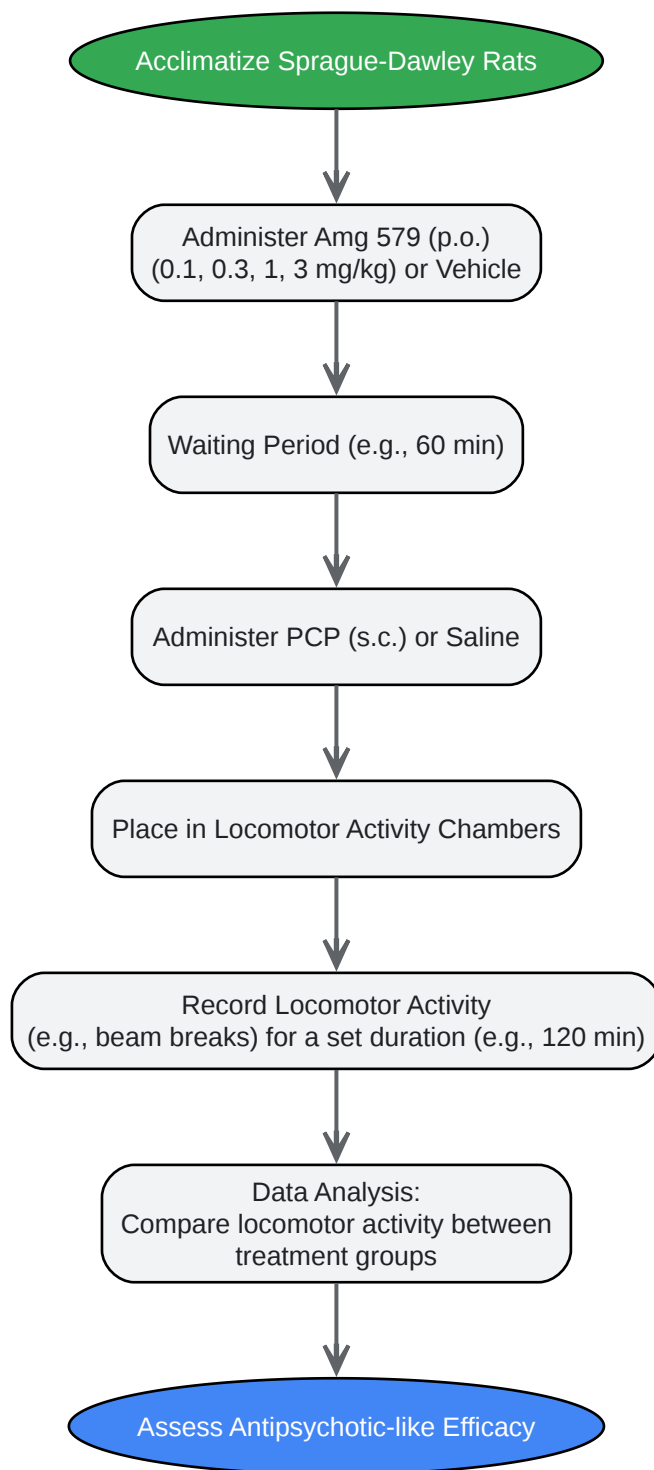 Acclimatize Sprague-Dawley Rats
Administer Amg 579 (p.o.)
(0.1, 0.3, 1, 3 mg/kg) or Vehicle
Waiting Period (e.g., 60 min)
Administer PCP (s.c.) or Saline
Place in Locomotor Activity Chambers
Record Locomotor Activity
(e.g., beam breaks) for a set duration (e.g., 120 min)
Data Analysis:
Compare locomotor activity between
treatment groups
Assess Antipsychotic-like Efficacy